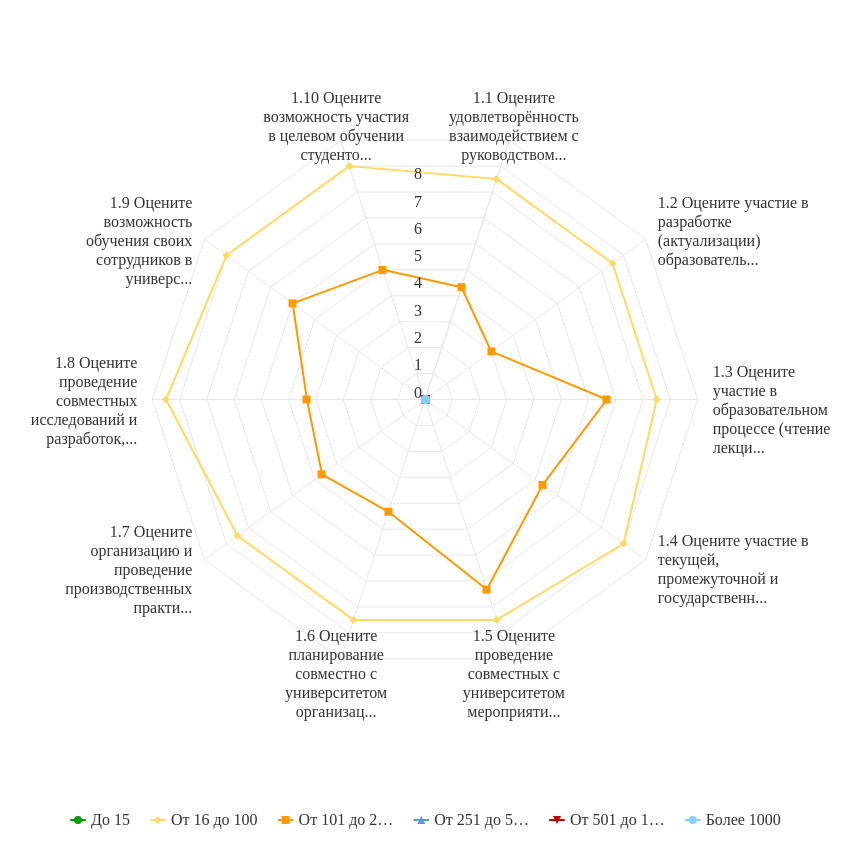 1.10 Оцените
возможность участия
в целевом обучении
студенто...
1.1 Оцените
удовлетворённость
взаимодействием с
руководством...
1.2 Оцените участие в
разработке
(актуализации)
образователь...
1.3 Оцените
участие в
образовательном
процессе (чтение
лекци...
1.4 Оцените участие в
текущей,
промежуточной и
государственн...
1.5 Оцените
проведение
совместных с
университетом
мероприяти...
1.6 Оцените
планирование
совместно с
университетом
организац...
1.7 Оцените
организацию и
проведение
производственных
практи...
1.8 Оцените
проведение
совместных
исследований и
разработок,...
1.9 Оцените
возможность
обучения своих
сотрудников в
универс...
8
7
6
5
4
3
2
1
0
До 15
От 16 до 100
От 101 до 2…
От 251 до 5…
От 501 до 1…
Более 1000